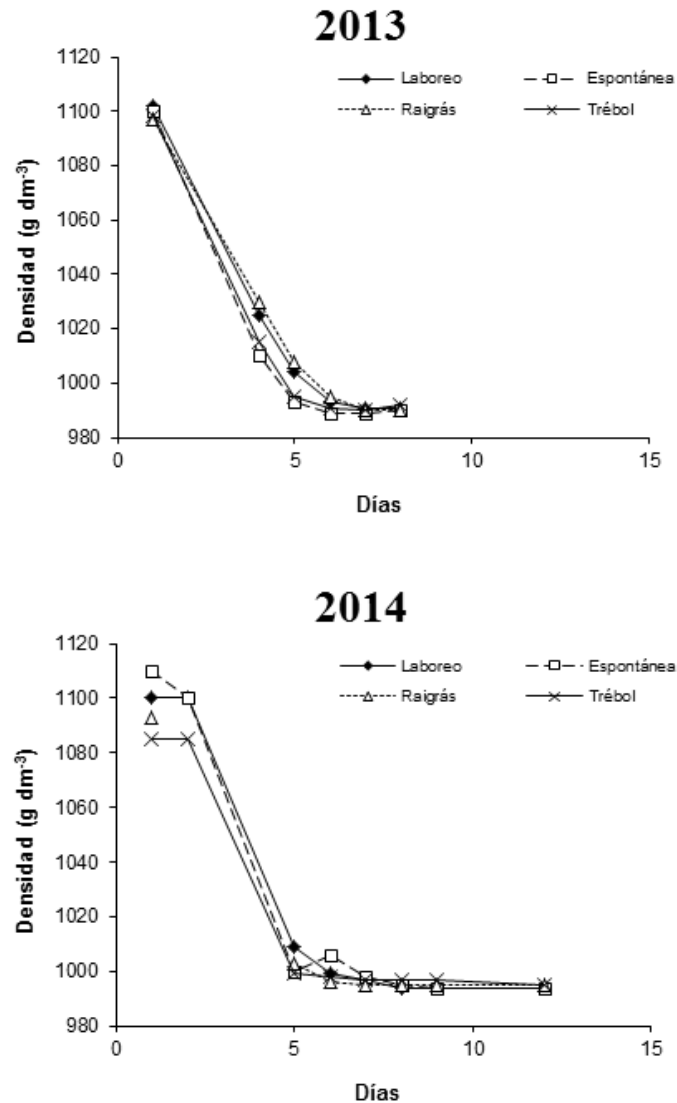 2013
1120
1100
1080
1060
1040
1020
1000
980
Densidad (g dm-3)
Laboreo Espontánea
Raigrás Trébol
0 5 10 15
Días
2014
1120
1100
1080
1060
1040
1020
1000
980
Densidad (g dm-3)
Laboreo Espontánea
Raigrás Trébol
0 5 10 15
Días